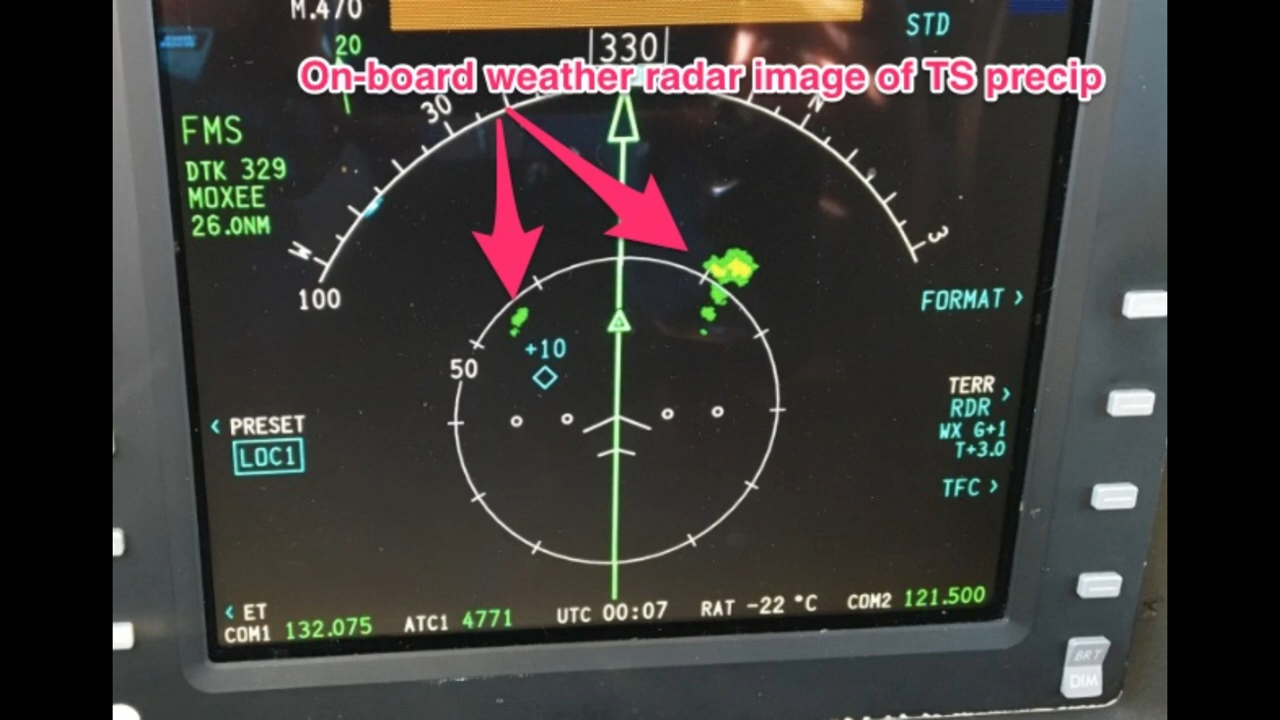 M.470
STD
20
330
On-board weather radar image of TS precip
30
N
FMS
DTK 329
MOXEE
26.0NM
W
3
100
FORMAT >
+10
50
TERR >
RDR
WX G+1
T+3.0
< PRESET
LOC1
TFC >
< ET
COM1 132.075 ATC1 4771 UTC 00:07 RAT -22 °C COM2 121.500
BRT
DIM